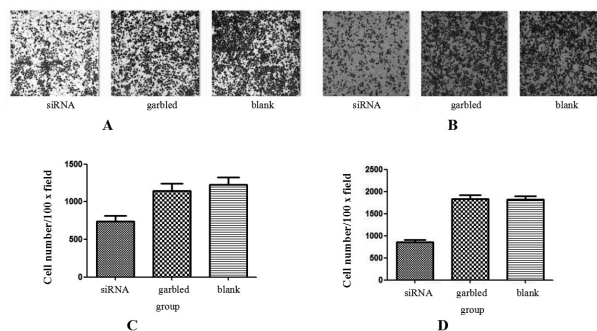 siRNA garbled blank
A
siRNA garbled blank
B
Cell number/100 x field
1500
1000
500
0
siRNA garbled blank
group
C
Cell number/100 x field
2500
2000
1500
1000
500
0
siRNA garbled blank
group
D